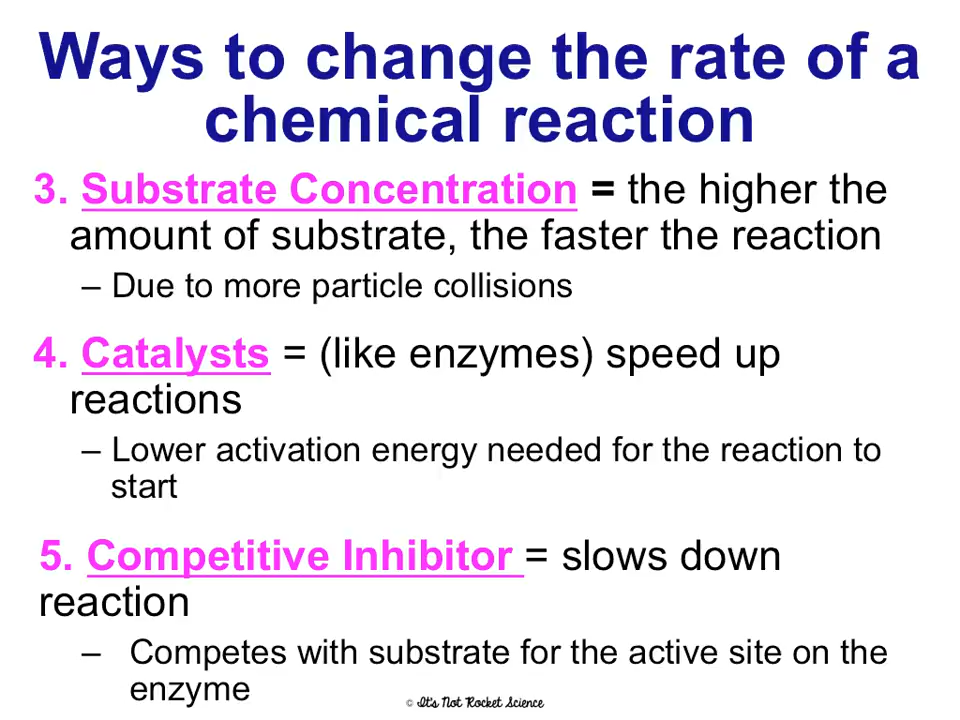 Ways to change the rate of a
chemical reaction
3. Substrate Concentration = the higher the
amount of substrate, the faster the reaction
– Due to more particle collisions
4. Catalysts = (like enzymes) speed up
reactions
– Lower activation energy needed for the reaction to
start
5. Competitive Inhibitor = slows down
reaction
– Competes with substrate for the active site on the
enzyme
© It's Not Rocket Science